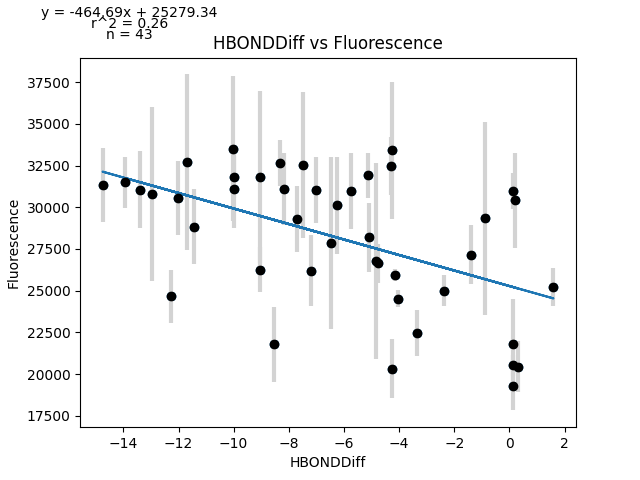 y = -464.69x + 25279.34
r^2 = 0.26
n = 43
HBONDDiff vs Fluorescence
37500
35000
32500
30000
27500
25000
22500
20000
17500
Fluorescence
−14 −12 −10 −8 −6 −4 −2 0 2
HBONDDiff